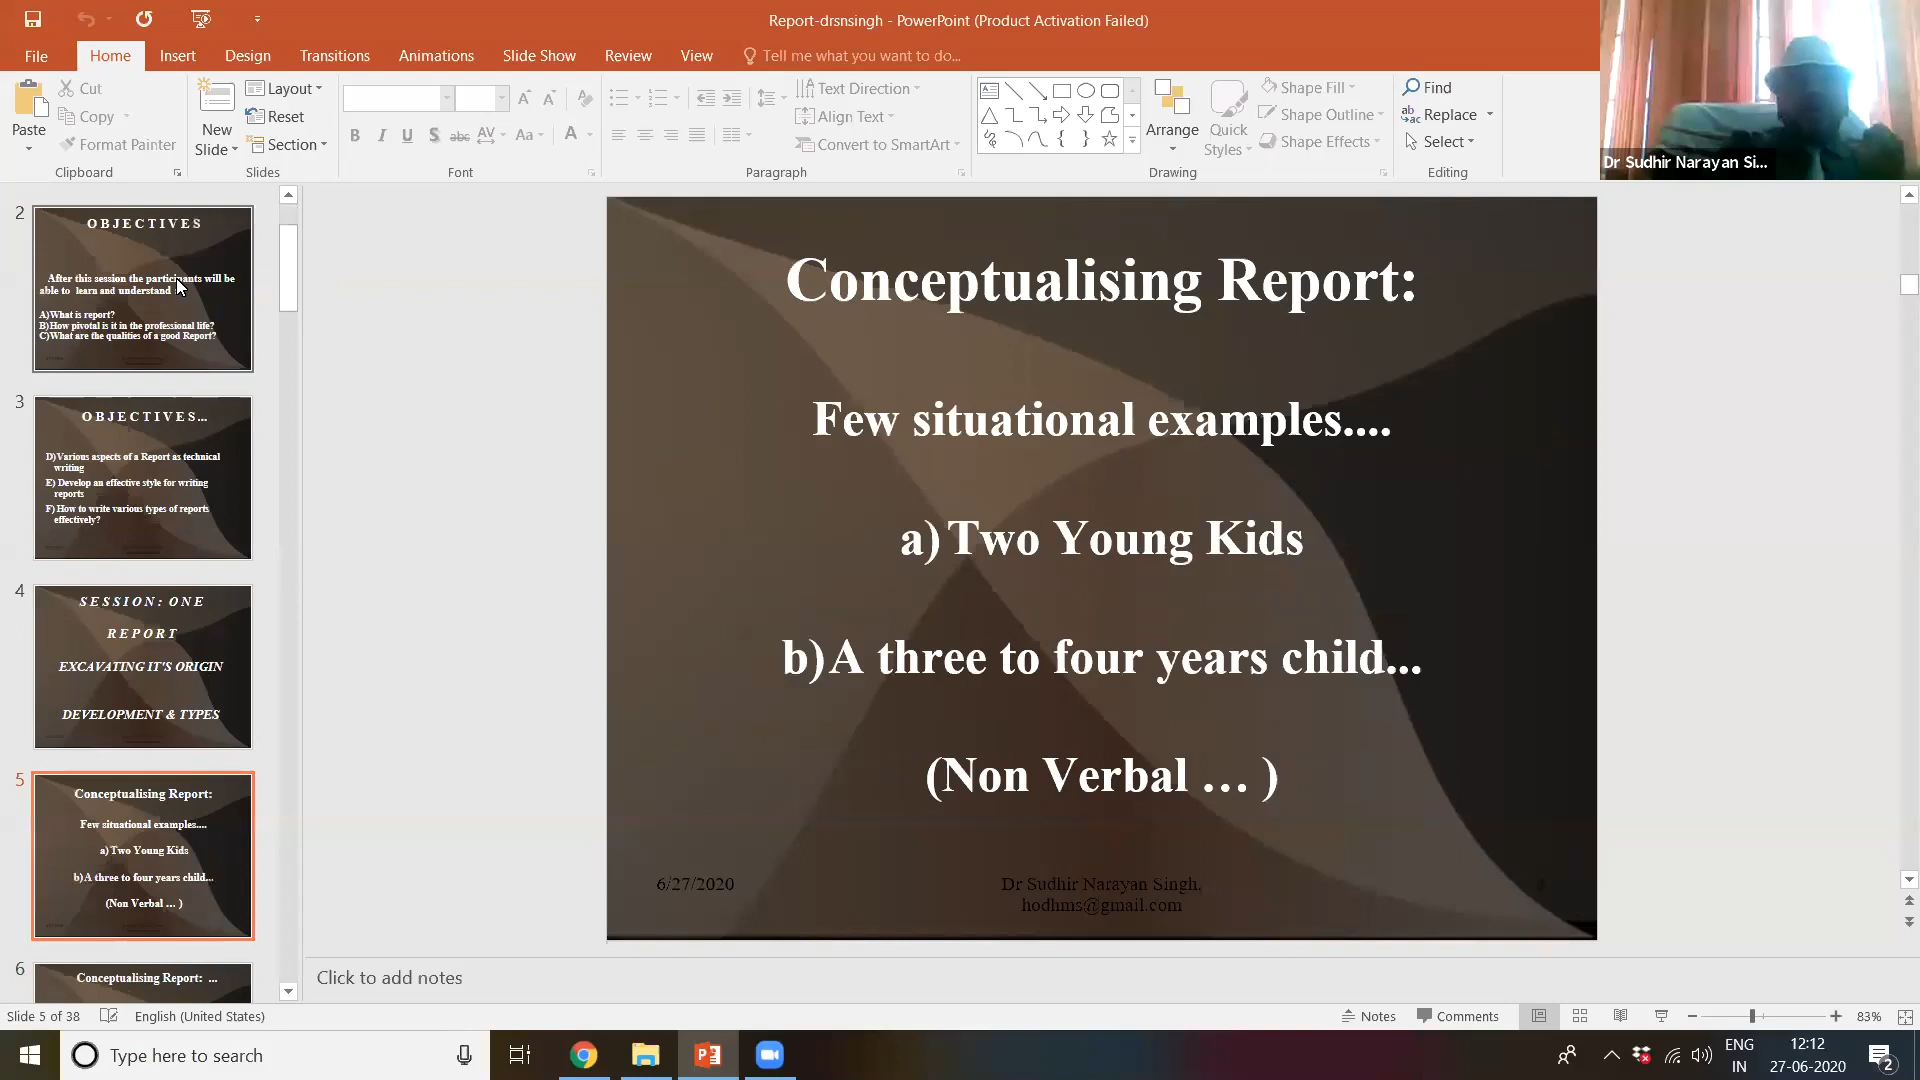 Report-drsnsingh - PowerPoint (Product Activation Failed)
File Home Insert Design Transitions Animations Slide Show Review View Tell me what you want to do...
Paste
Cut
Copy
Format Painter
Clipboard
New Slide
Layout
Reset
Section
Slides
B I U S abc AV Aa A
Font
Text Direction
Align Text
Convert to SmartArt
Paragraph
Arrange
Quick Styles
Shape Fill
Shape Outline
Shape Effects
Drawing
Find
Replace
Select
Editing
Dr Sudhir Narayan Si...
2
OBJECTIVES
After this session the participants will be
able to learn and understand
A)What is report?
B)How pivotal is it in the professional life?
C)What are the qualities of a good Report?
3
OBJECTIVES...
D)Various aspects of a Report as technical
writing
E) Develop an effective style for writing
reports
F) How to write various types of reports
effectively?
4
SESSION: ONE
REPORT
EXCAVATING IT'S ORIGIN
DEVELOPMENT & TYPES
5
Conceptualising Report:
Few situational examples....
a)Two Young Kids
b)A three to four years child...
(Non Verbal ... )
6
Conceptualising Report: ...
Conceptualising Report:
Few situational examples....
a)Two Young Kids
b)A three to four years child...
(Non Verbal ... )
6/27/2020
Dr Sudhir Narayan Singh,
hodhms@gmail.com
Click to add notes
Slide 5 of 38 English (United States) Notes Comments 83%
Type here to search
ENG
IN
12:12
27-06-2020
2